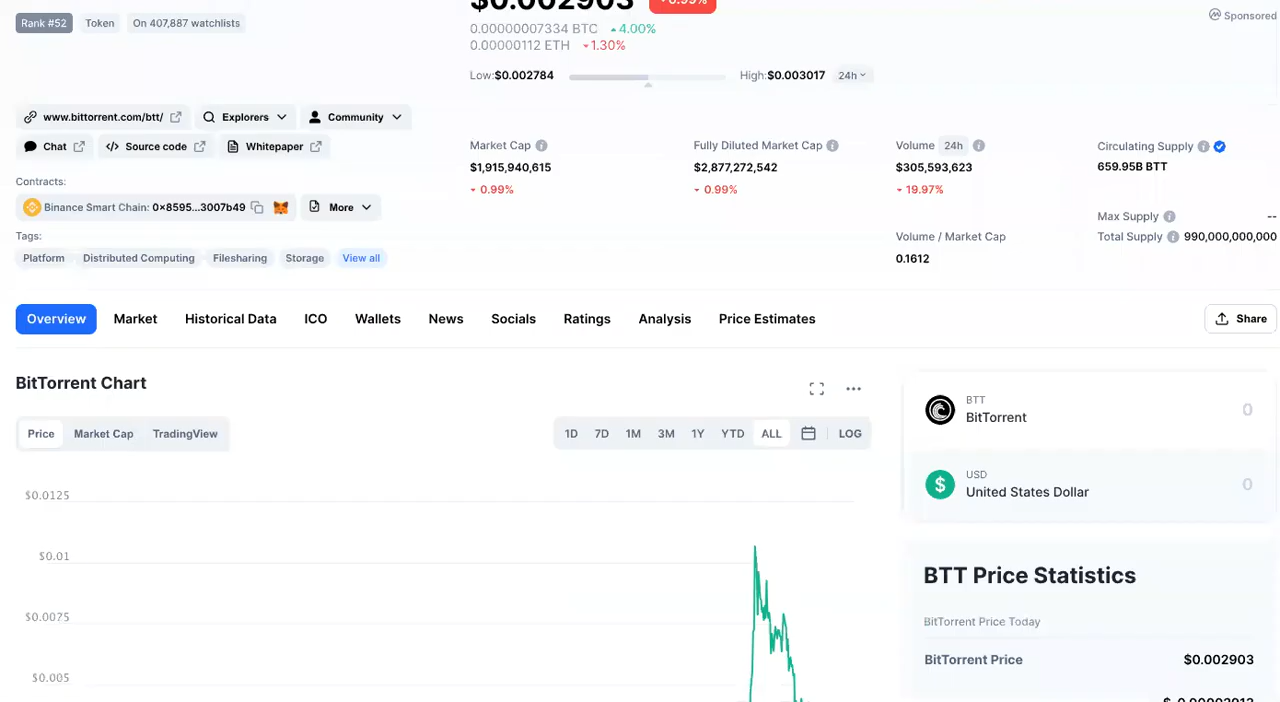 Rank #52 Token On 407,887 watchlists
$0.002903 0.99%
Sponsored
0.00000007334 BTC 4.00%
0.00000112 ETH 1.30%
Low:$0.002784 High:$0.003017 24h
www.bittorrent.com/btt/ Explorers Community
Chat Source code Whitepaper
Contracts:
Binance Smart Chain: 0x8595...3007b49 More
Tags:
Platform Distributed Computing Filesharing Storage View all
Market Cap
$1,915,940,615
0.99%
Fully Diluted Market Cap
$2,877,272,542
0.99%
Volume 24h
$305,593,623
19.97%
Volume / Market Cap
0.1612
Circulating Supply
659.95B BTT
Max Supply --
Total Supply 990,000,000,000
Overview Market Historical Data ICO Wallets News Socials Ratings Analysis Price Estimates Share
BitTorrent Chart
Price Market Cap TradingView
1D 7D 1M 3M 1Y YTD ALL LOG
$0.0125
$0.01
$0.0075
$0.005
BTT
BitTorrent 0
USD
United States Dollar 0
BTT Price Statistics
BitTorrent Price Today
BitTorrent Price $0.002903